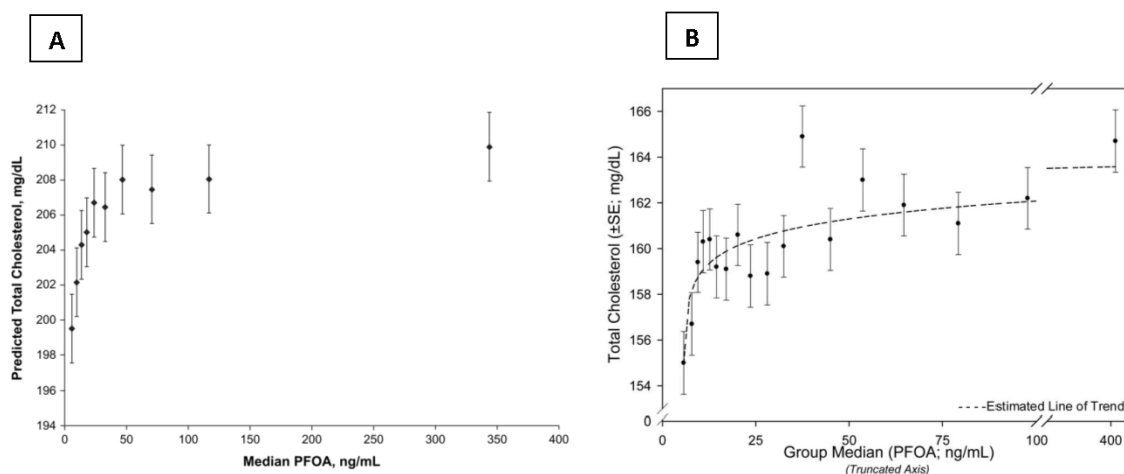 A
Predicted Total Cholesterol, mg/dL
212
210
208
206
204
202
200
198
196
194
0 50 100 150 200 250 300 350 400
Median PFOA, ng/mL
B
Total Cholesterol (±SE; mg/dL)
166
164
162
160
158
156
154
0
-----Estimated Line of Trend
0 25 50 75 100 400
Group Median (PFOA; ng/mL)
(Truncated Axis)